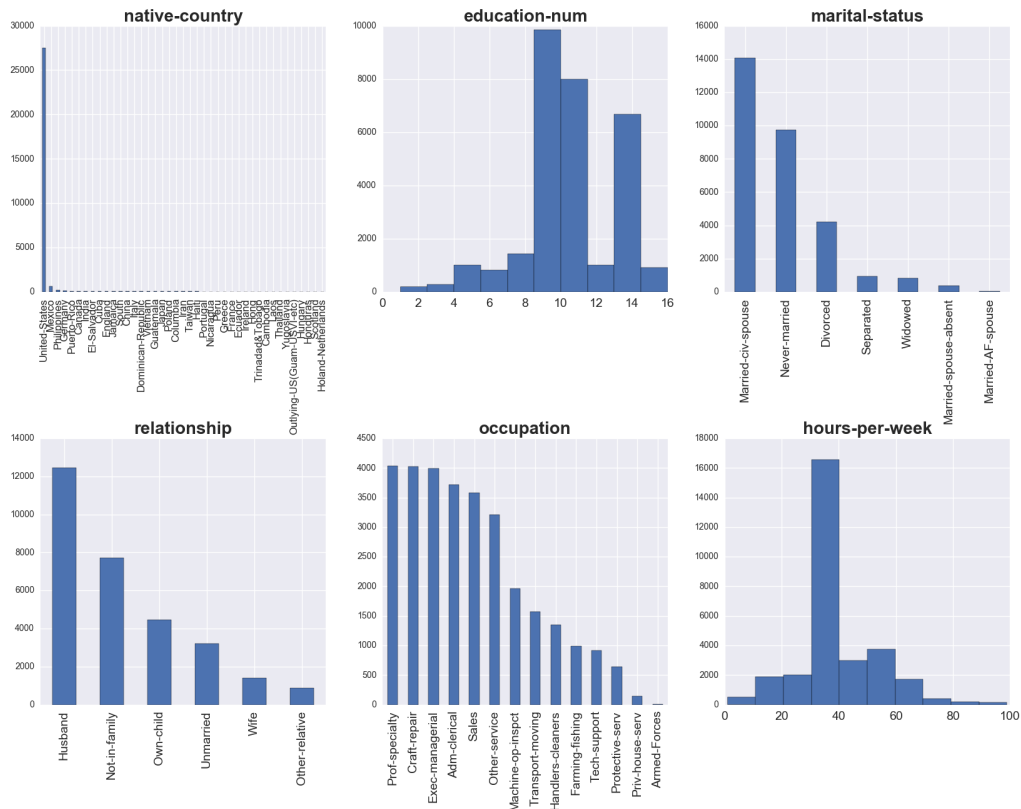 native-country
30000
25000
20000
15000
10000
5000
0
United-States
Mexico
Philippines
Germany
Puerto-Rico
Canada
India
El-Salvador
Cuba
England
Jamaica
South
China
Italy
Dominican-Republic
Vietnam
Guatemala
Japan
Poland
Columbia
Iran
Taiwan
Haiti
Portugal
Nicaragua
Peru
Greece
France
Ecuador
Ireland
Hong
Trinadad&Tobago
Cambodia
Laos
Thailand
Yugoslavia
Outlying-US(Guam-USVI-etc)
Hungary
Honduras
Scotland
Holand-Netherlands
education-num
10000
8000
6000
4000
2000
0
0 2 4 6 8 10 12 14 16
marital-status
16000
14000
12000
10000
8000
6000
4000
2000
0
Married-civ-spouse
Never-married
Divorced
Separated
Widowed
Married-spouse-absent
Married-AF-spouse
relationship
14000
12000
10000
8000
6000
4000
2000
0
Husband
Not-in-family
Own-child
Unmarried
Wife
Other-relative
occupation
4500
4000
3500
3000
2500
2000
1500
1000
500
0
Prof-specialty
Craft-repair
Exec-managerial
Adm-clerical
Sales
Other-service
Machine-op-inspct
Transport-moving
Handlers-cleaners
Farming-fishing
Tech-support
Protective-serv
Priv-house-serv
Armed-Forces
hours-per-week
18000
16000
14000
12000
10000
8000
6000
4000
2000
0
0 20 40 60 80 100